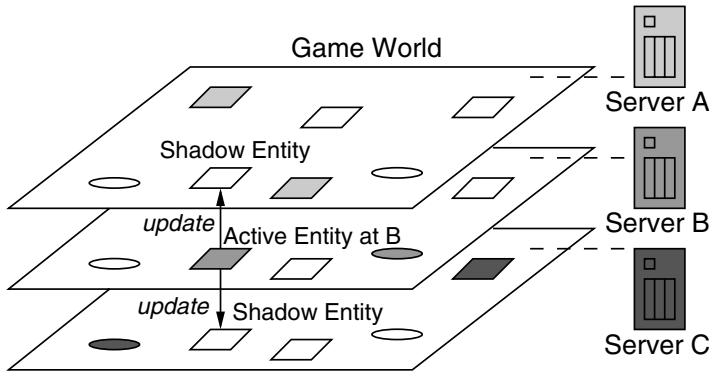 Game World
Server A
Shadow Entity
Server B
update
Active Entity at B
update
Shadow Entity
Server C